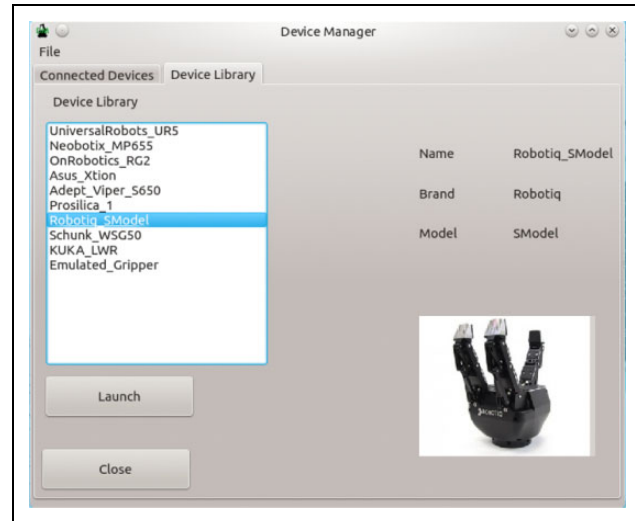 Device Manager
File
Connected Devices Device Library
Device Library
UniversalRobots_UR5
Neobotix_MP655
OnRobotics_RG2
Asus_Xtion
Adept_Viper_S650
Prosilica_1
Robotiq_SModel
Schunk_WSG50
KUKA_LWR
Emulated_Gripper
Name Robotiq_SModel
Brand Robotiq
Model SModel
ROBOTIQ
Launch
Close